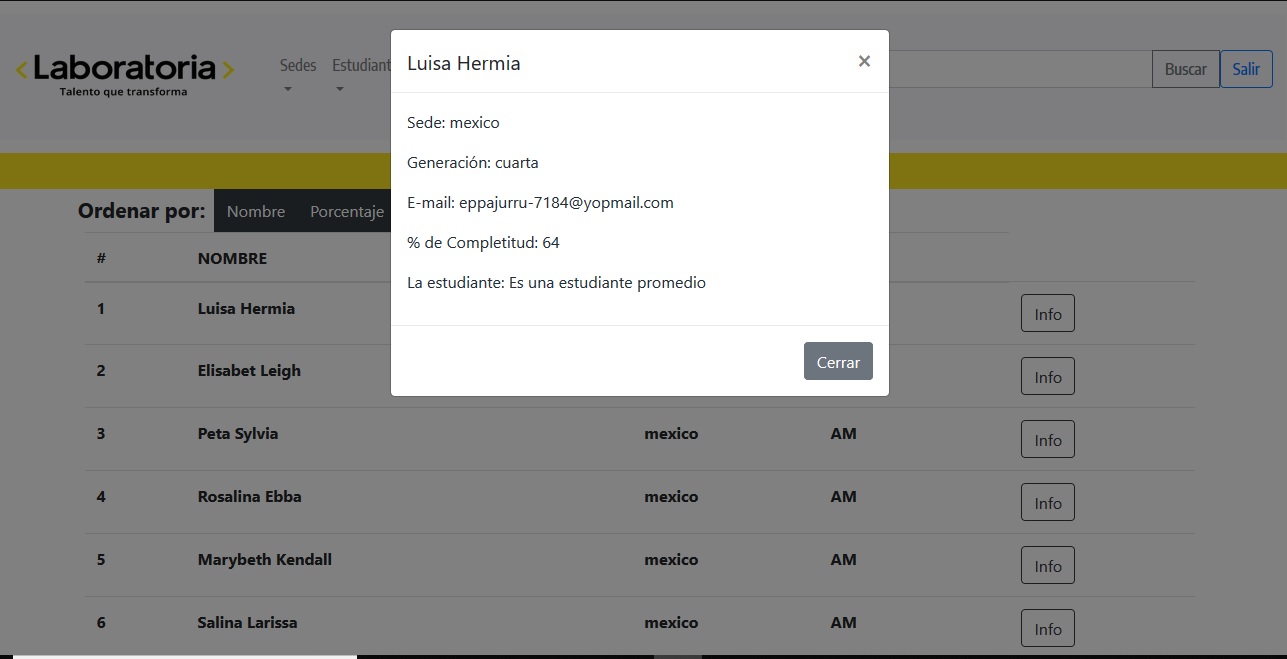 <Laboratoria>
Talento que transforma
Sedes
Estudiant
Buscar
Salir
Luisa Hermia
×
Sede: mexico
Generación: cuarta
E-mail: eppajurru-7184@yopmail.com
% de Completitud: 64
La estudiante: Es una estudiante promedio
Cerrar
Ordenar por: Nombre Porcentaje
# NOMBRE
1 Luisa Hermia Info
2 Elisabet Leigh Info
3 Peta Sylvia mexico AM Info
4 Rosalina Ebba mexico AM Info
5 Marybeth Kendall mexico AM Info
6 Salina Larissa mexico AM Info